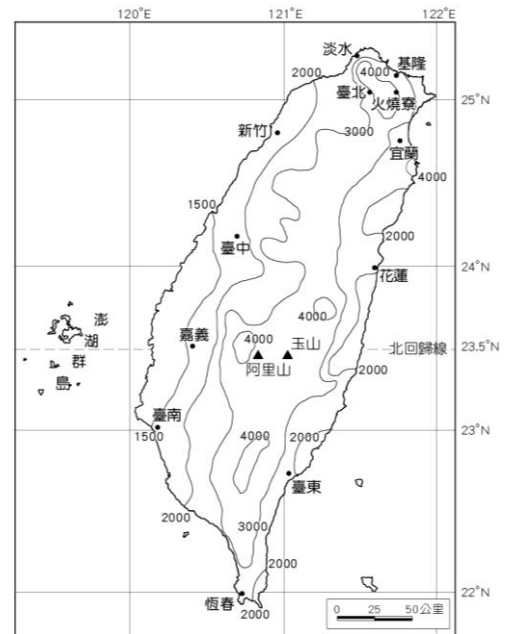 120°E
121°E
122°E
淡水
基隆
2000
4000
臺北
火燒寮
25°N
3000
新竹
宜蘭
4000
1500
2000
臺中
24°N
花蓮
4000
澎湖群島
嘉義
4000
玉山
北回歸線
23.5°N
阿里山
2000
臺南
1500
4000
2000
23°N
臺東
2000
3000
2000
恆春
2000
22°N
0 25 50公里